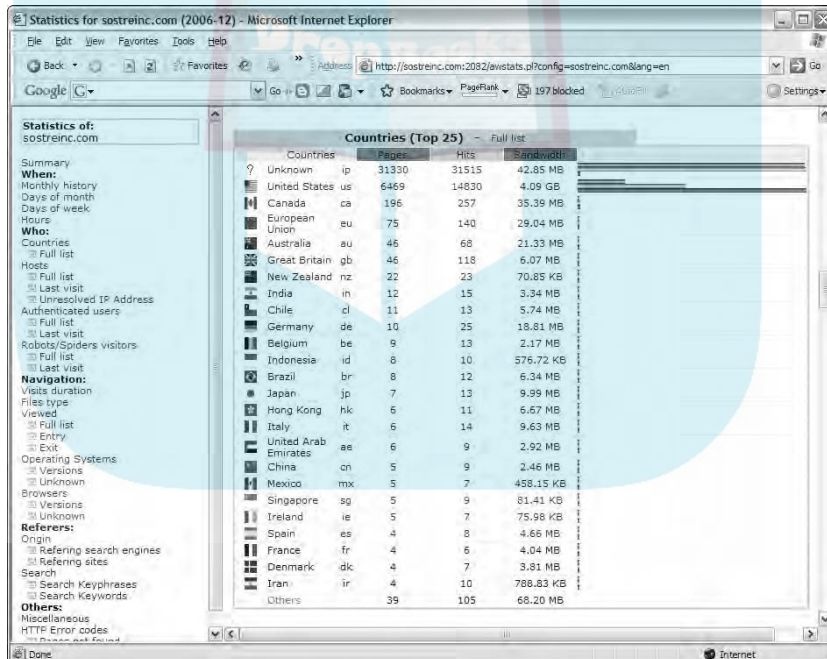 Statistics for sostreinc.com (2006-12) - Microsoft Internet Explorer
File Edit View Favorites Tools Help
Back Favorites Address http://sostreinc.com:2082/awstats.pl?config=sostreinc.com&lang=en Go
Google G Go Bookmarks PageRank 197 blocked Settings
Statistics of:
sostreinc.com
Summary
When:
Monthly history
Days of month
Days of week
Hours
Who:
Countries
Full list
Hosts
Full list
Last visit
Unresolved IP Address
Authenticated users
Full list
Last visit
Robots/Spiders visitors
Full list
Last visit
Navigation:
Visits duration
Files type
Viewed
Full list
Entry
Exit
Operating Systems
Versions
Unknown
Browsers
Versions
Unknown
Referers:
Origin
Refering search engines
Refering sites
Search
Search Keyphrases
Search Keywords
Others:
Miscellaneous
HTTP Error codes
Pages not found
Countries (Top 25) - Full list
Countries Pages Hits Bandwidth
? Unknown ip 31330 31515 42.85 MB
United States us 6469 14830 4.09 GB
Canada ca 196 257 35.39 MB
European Union eu 75 140 29.04 MB
Australia au 46 68 21.33 MB
Great Britain gb 46 118 6.07 MB
New Zealand nz 22 23 70.85 KB
India in 12 15 3.34 MB
Chile cl 11 13 5.74 MB
Germany de 10 25 18.81 MB
Belgium be 9 13 2.17 MB
Indonesia id 8 10 576.72 KB
Brazil br 8 12 6.34 MB
Japan jp 7 13 9.99 MB
Hong Kong hk 6 11 6.67 MB
Italy it 6 14 9.63 MB
United Arab Emirates ae 6 9 2.92 MB
China cn 5 9 2.46 MB
Mexico mx 5 7 458.15 KB
Singapore sg 5 9 81.41 KB
Ireland ie 5 7 75.98 KB
Spain es 4 8 4.66 MB
France fr 4 6 4.04 MB
Denmark dk 4 7 3.81 MB
Iran ir 4 10 788.83 KB
Others 39 105 68.20 MB
Done Internet